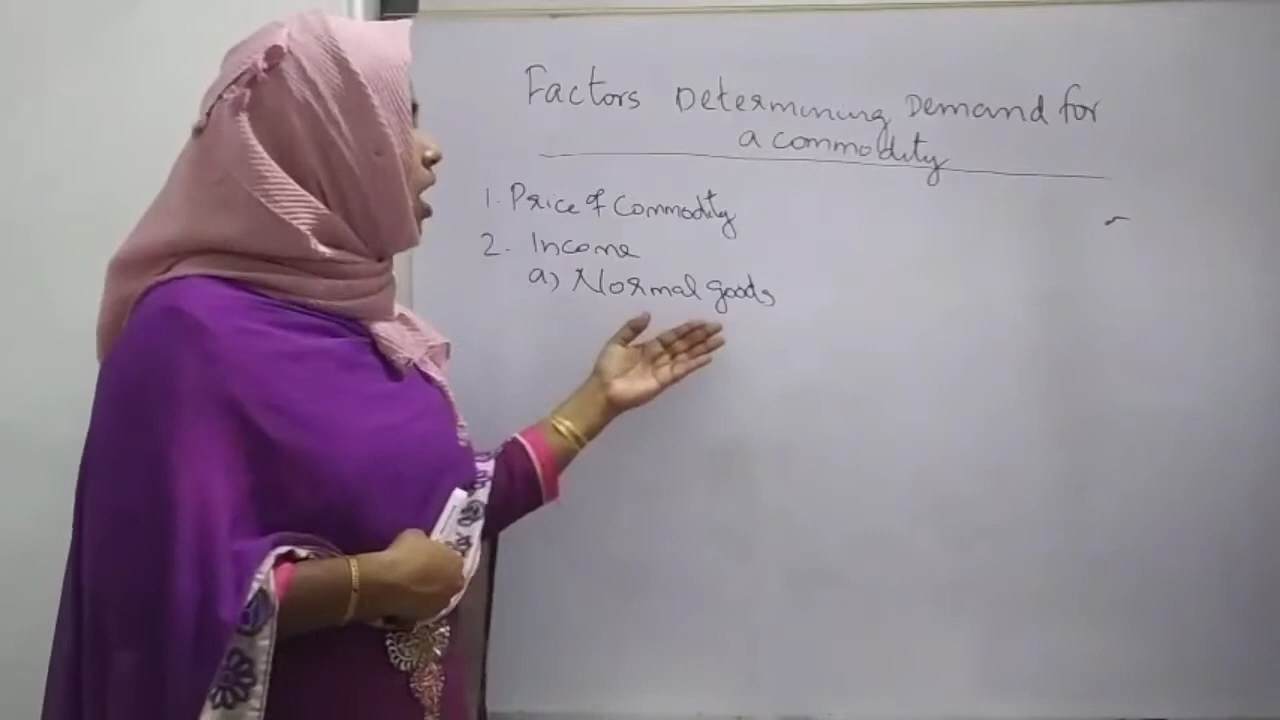 Factors Determining Demand for
a commodity
1. Price of Commodity
2. Income
a) Normal goods